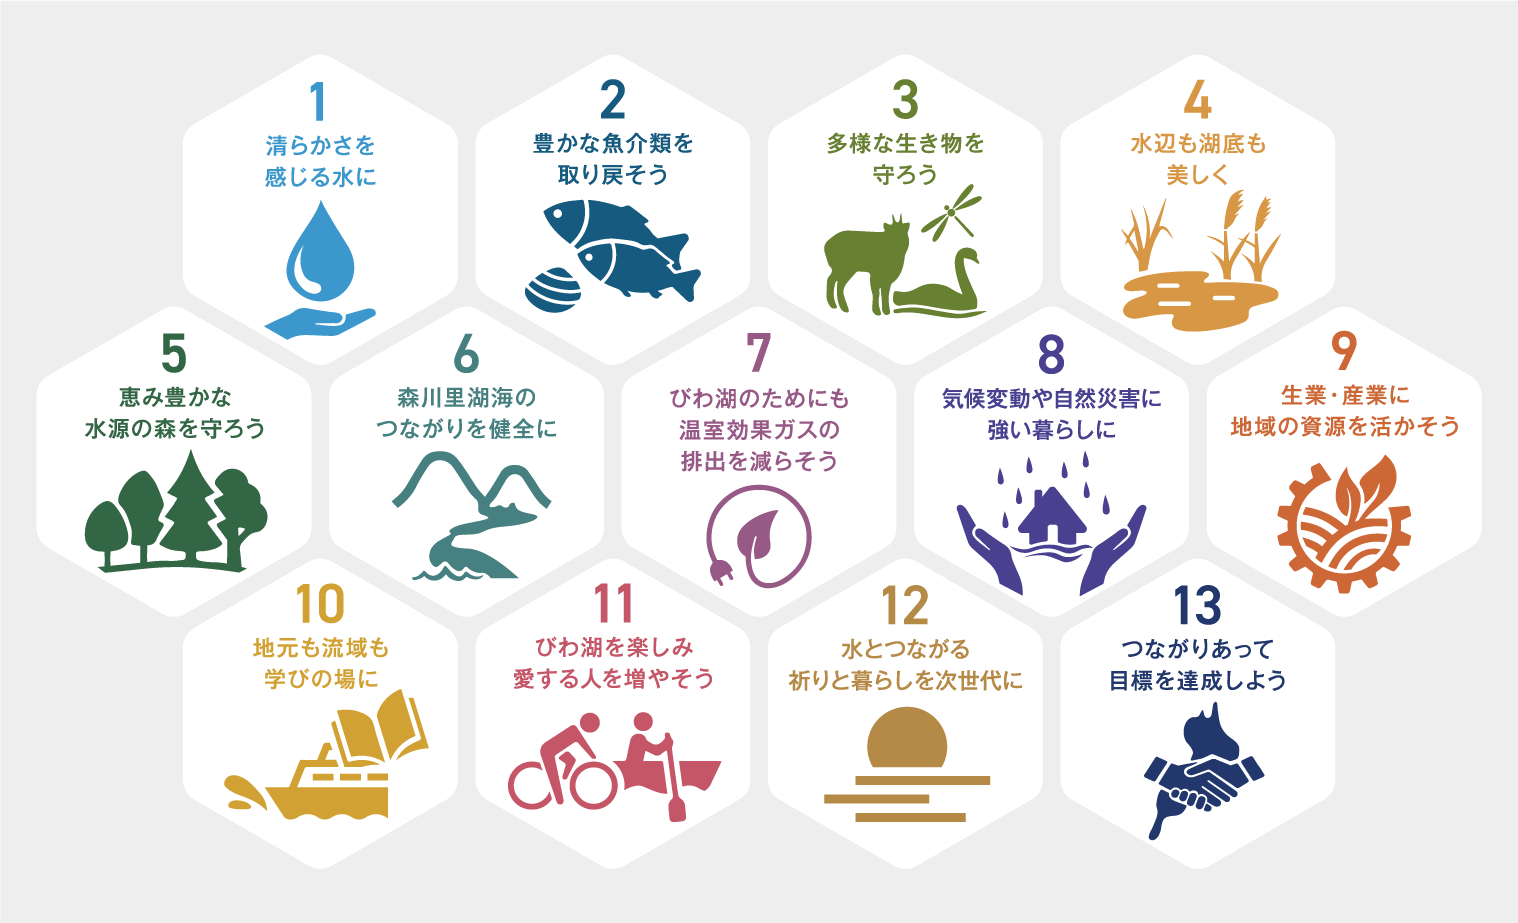 1
清らかさを
感じる水に
2
豊かな魚介類を
取り戻そう
3
多様な生き物を
守ろう
4
水辺も湖底も
美しく
5
恵み豊かな
水源の森を守ろう
6
森川里湖海の
つながりを健全に
7
びわ湖のためにも
温室効果ガスの
排出を減らそう
8
気候変動や自然災害に
強い暮らしに
9
生業・産業に
地域の資源を活かそう
10
地元も流域も
学びの場に
11
びわ湖を楽しみ
愛する人を増やそう
12
水とつながる
祈りと暮らしを次世代に
13
つながりあって
目標を達成しよう